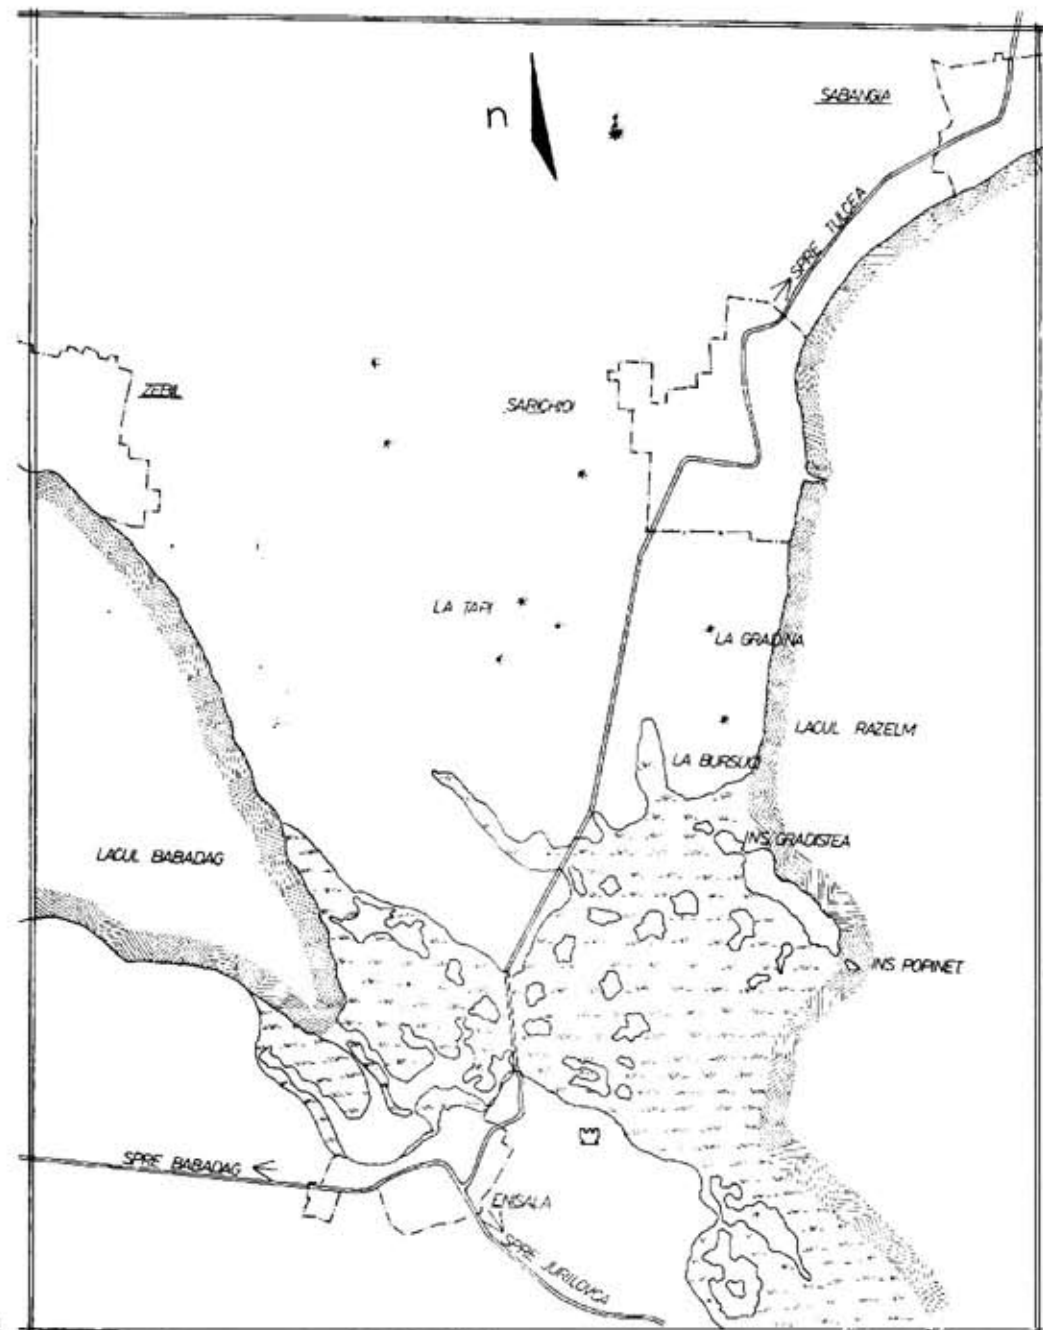 SABANGIA
n
1
SPRE TULCEA
ZEBIL
SARICHIOI
LA TAPI
LA GRADINA
LACUL RAZELM
LA BURSUCI
INS GRADISTEA
LACUL BABADAG
INS POPINET
SPRE BABADAG
ENISALA
SPRE JURILOVCA